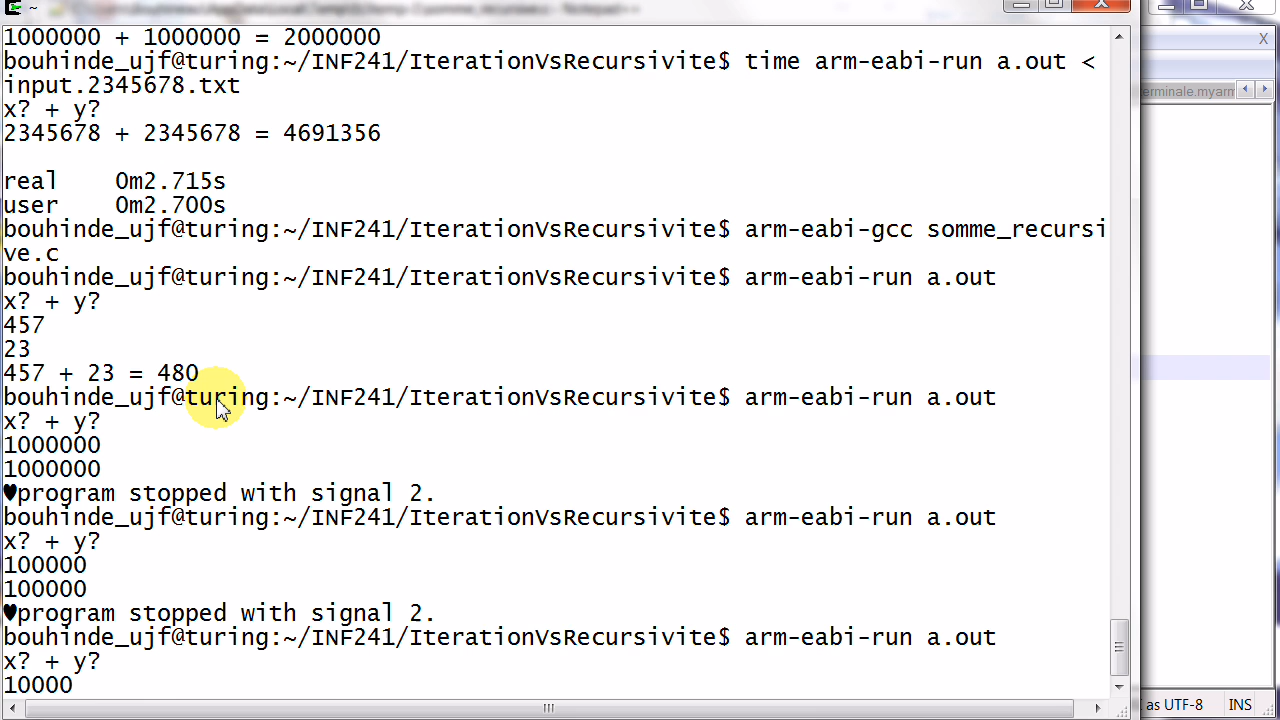 ~
1000000 + 1000000 = 2000000
bouhinde_ujf@turing:~/INF241/IterationVsRecursivite$ time arm-eabi-run a.out <
input.2345678.txt
x? + y?
2345678 + 2345678 = 4691356
real 0m2.715s
user 0m2.700s
bouhinde_ujf@turing:~/INF241/IterationVsRecursivite$ arm-eabi-gcc somme_recursi
ve.c
bouhinde_ujf@turing:~/INF241/IterationVsRecursivite$ arm-eabi-run a.out
x? + y?
457
23
457 + 23 = 480
bouhinde_ujf@turing:~/INF241/IterationVsRecursivite$ arm-eabi-run a.out
x? + y?
1000000
1000000
♥program stopped with signal 2.
bouhinde_ujf@turing:~/INF241/IterationVsRecursivite$ arm-eabi-run a.out
x? + y?
100000
100000
♥program stopped with signal 2.
bouhinde_ujf@turing:~/INF241/IterationVsRecursivite$ arm-eabi-run a.out
x? + y?
10000
erminale.myarm
as UTF-8 INS